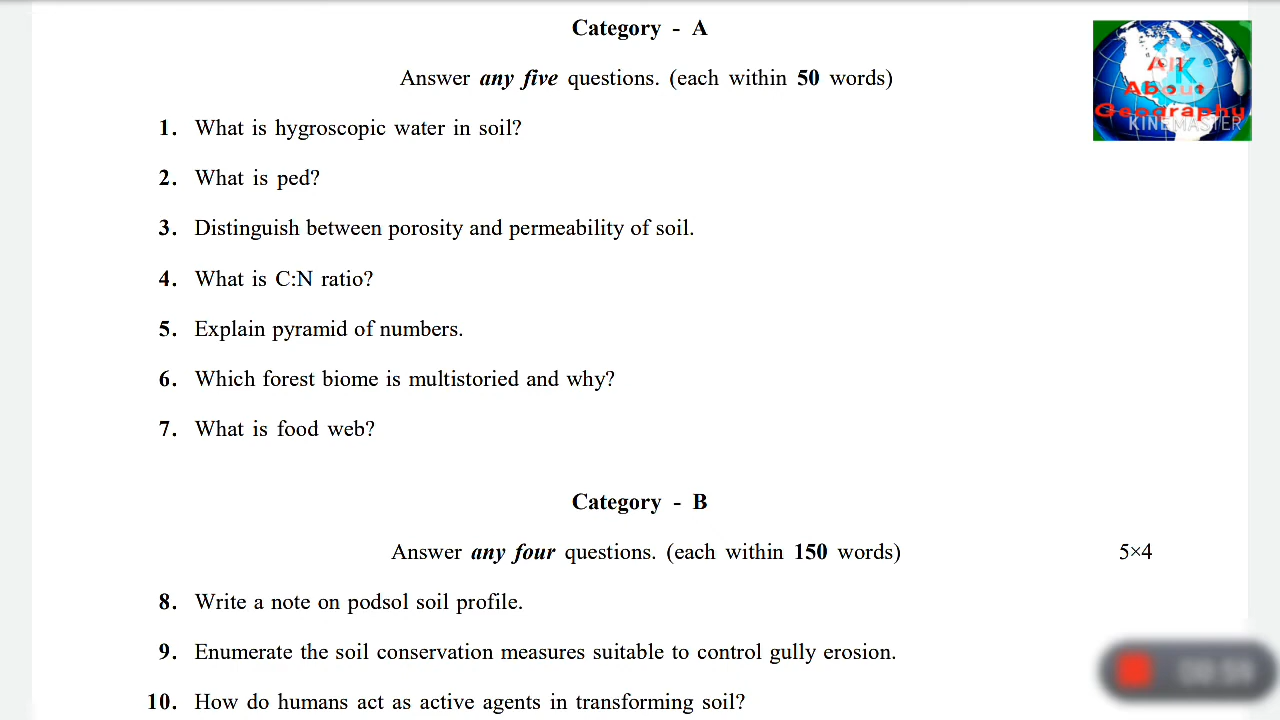 Category - A
Answer any five questions. (each within 50 words)
1. What is hygroscopic water in soil?
2. What is ped?
3. Distinguish between porosity and permeability of soil.
4. What is C:N ratio?
5. Explain pyramid of numbers.
6. Which forest biome is multistoried and why?
7. What is food web?
All
About
Geography
KINEMASTER
Category - B
Answer any four questions. (each within 150 words) 5×4
8. Write a note on podsol soil profile.
9. Enumerate the soil conservation measures suitable to control gully erosion.
10. How do humans act as active agents in transforming soil?